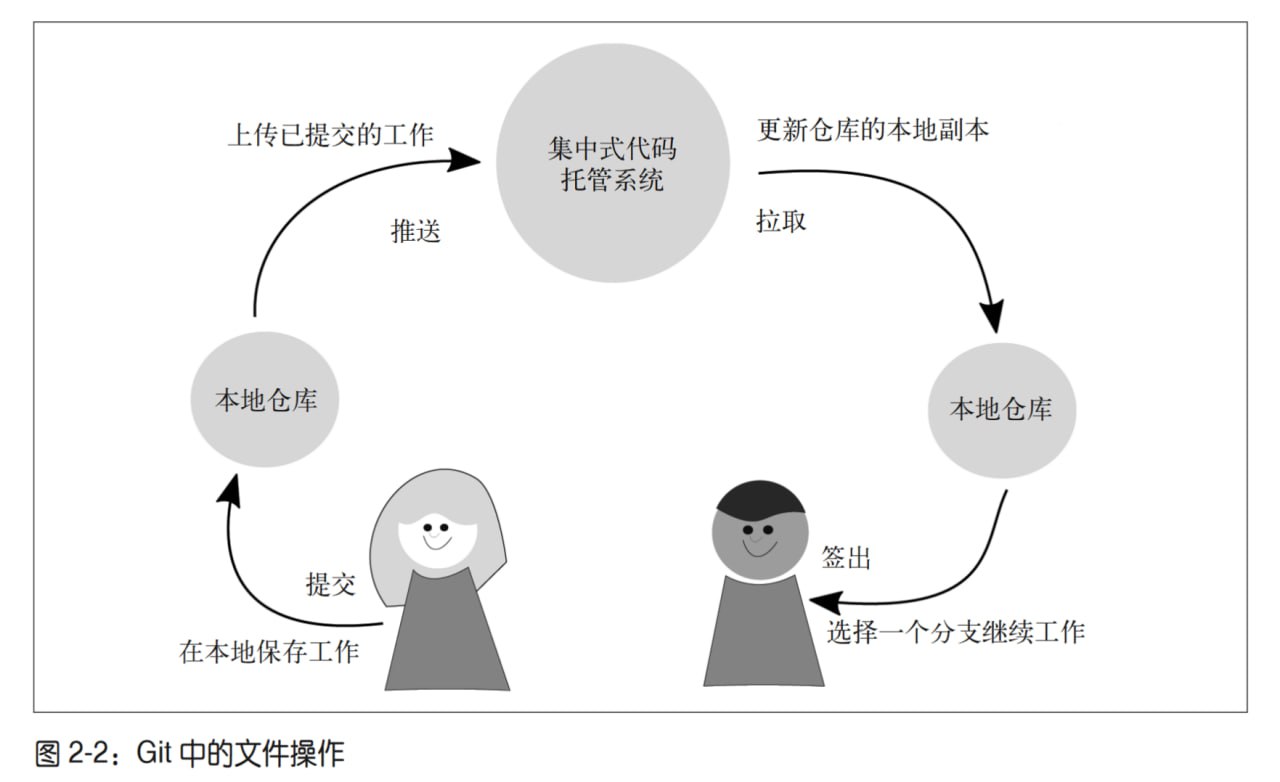 上传已提交的工作
集中式代码
托管系统
更新仓库的本地副本
推送
拉取
本地仓库
本地仓库
提交
签出
在本地保存工作
选择一个分支继续工作
图 2-2：Git 中的文件操作